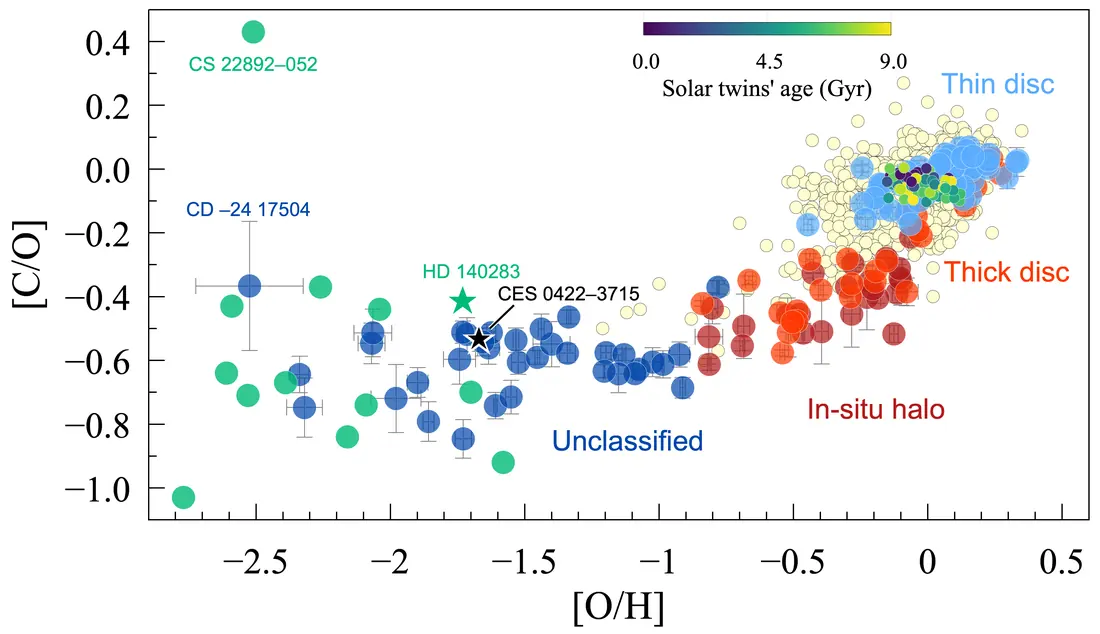 0.4
0.2
0.0
−0.2
−0.4
−0.6
−0.8
−1.0
[C/O]
CS 22892–052
CD –24 17504
HD 140283
CES 0422–3715
0.0 4.5 9.0
Solar twins' age (Gyr)
Thin disc
Thick disc
In-situ halo
Unclassified
−2.5 −2 −1.5 −1 −0.5 0 0.5
[O/H]